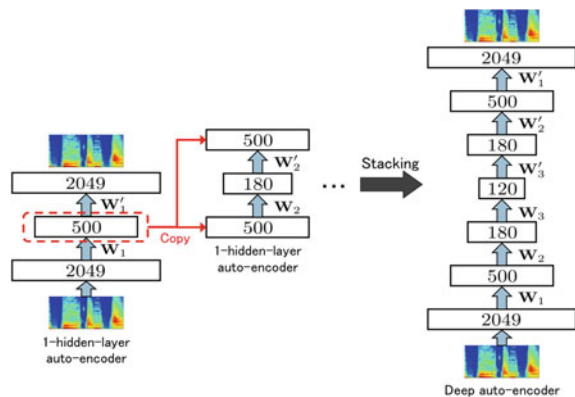 2049
W′₁
500
W₁
2049
1-hidden-layer
auto-encoder
Copy
500
W′₂
180
W₂
500
1-hidden-layer
auto-encoder
...
Stacking
2049
W′₁
500
W′₂
180
W′₃
120
W₃
180
W₂
500
W₁
2049
Deep auto-encoder